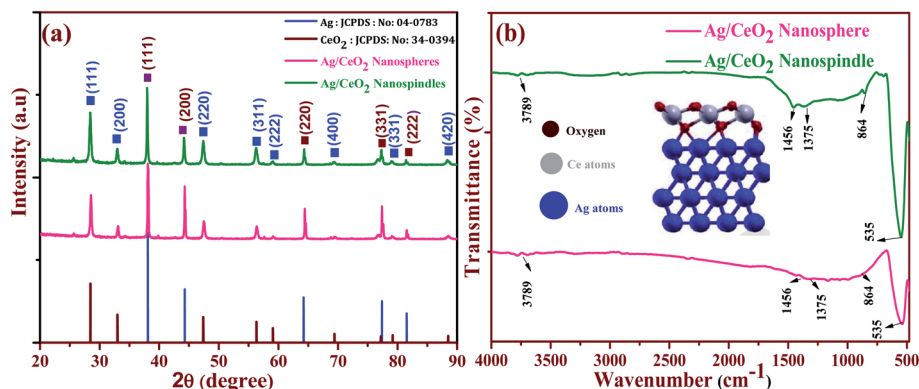 (a)
Ag : JCPDS : No: 04-0783
CeO₂ : JCPDS: No: 34-0394
Ag/CeO₂ Nanospheres
Ag/CeO₂ Nanospindles
(111)
(200)
(111)
(200)
(220)
(311)
(222)
(220)
(400)
(331)
(331)
(222)
(420)
Intensity (a.u)
20 30 40 50 60 70 80 90
2θ (degree)
(b)
Ag/CeO₂ Nanosphere
Ag/CeO₂ Nanospindle
3789
1456
1375
864
535
Oxygen
Ce atoms
Ag atoms
3789
1456
1375
864
535
Transmittance (%)
4000 3500 3000 2500 2000 1500 1000 500
Wavenumber (cm⁻¹)